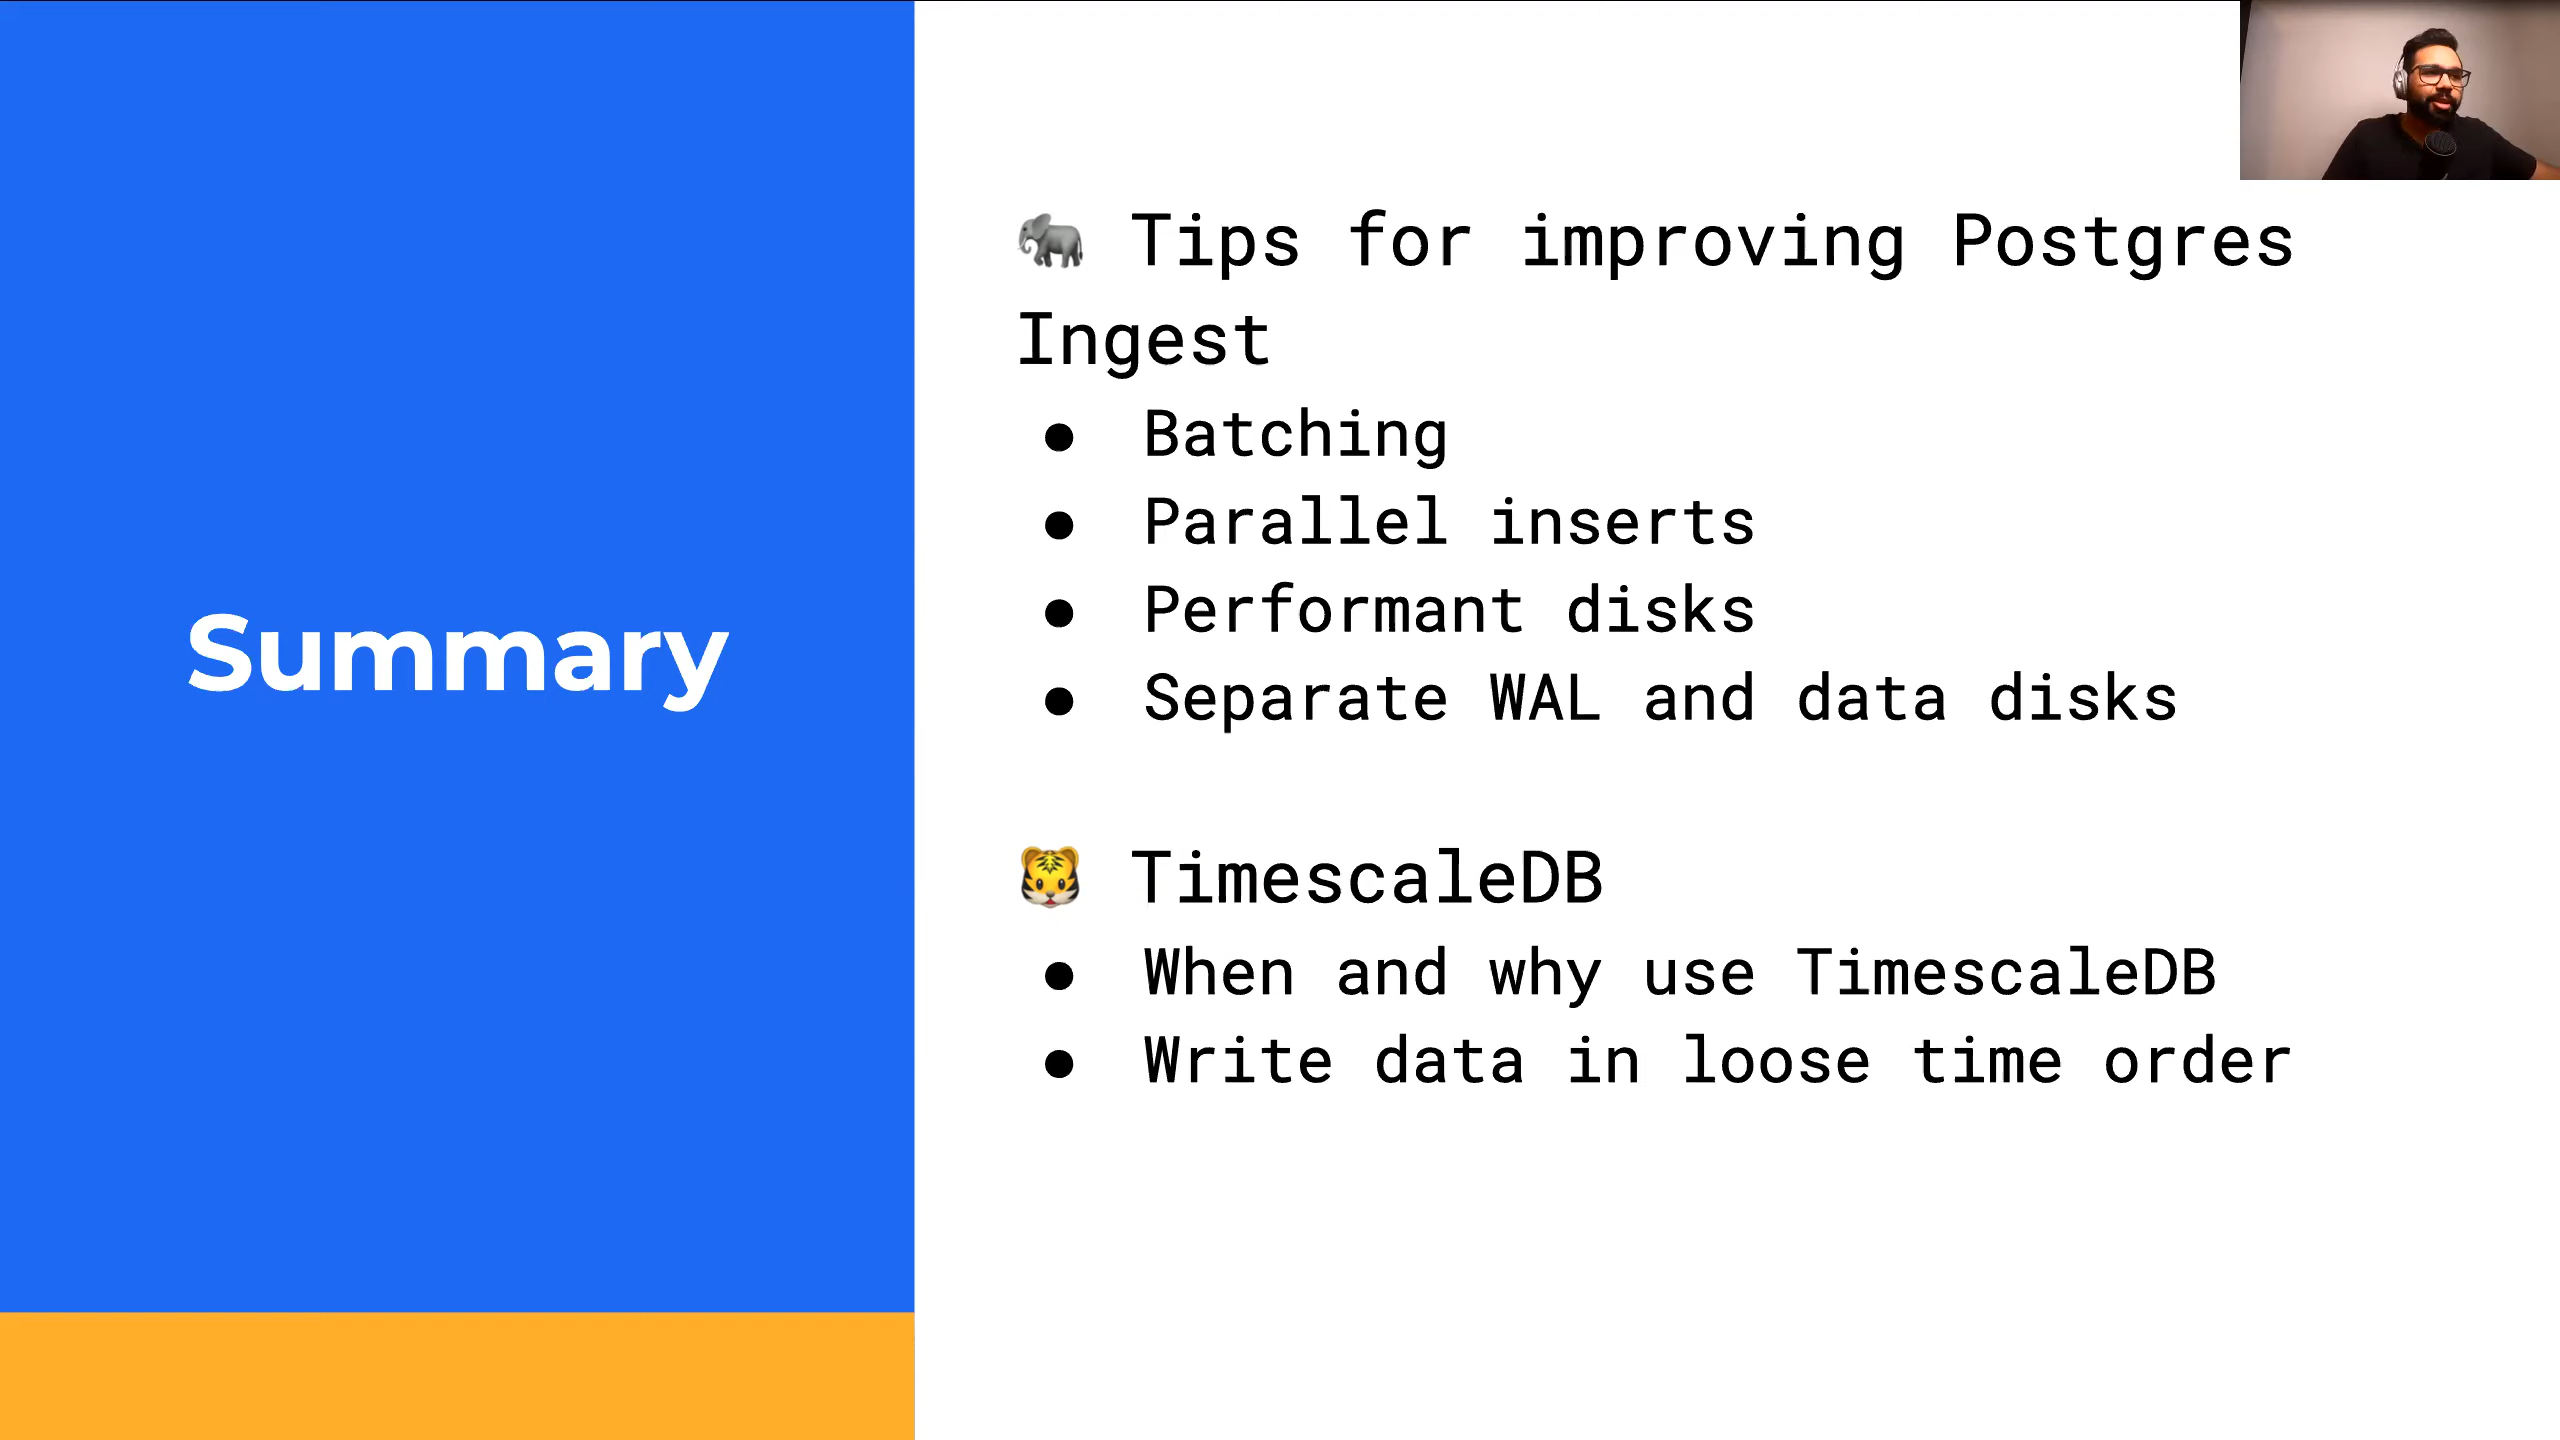 Summary
🐘 Tips for improving Postgres
Ingest
● Batching
● Parallel inserts
● Performant disks
● Separate WAL and data disks
🐯 TimescaleDB
● When and why use TimescaleDB
● Write data in loose time order